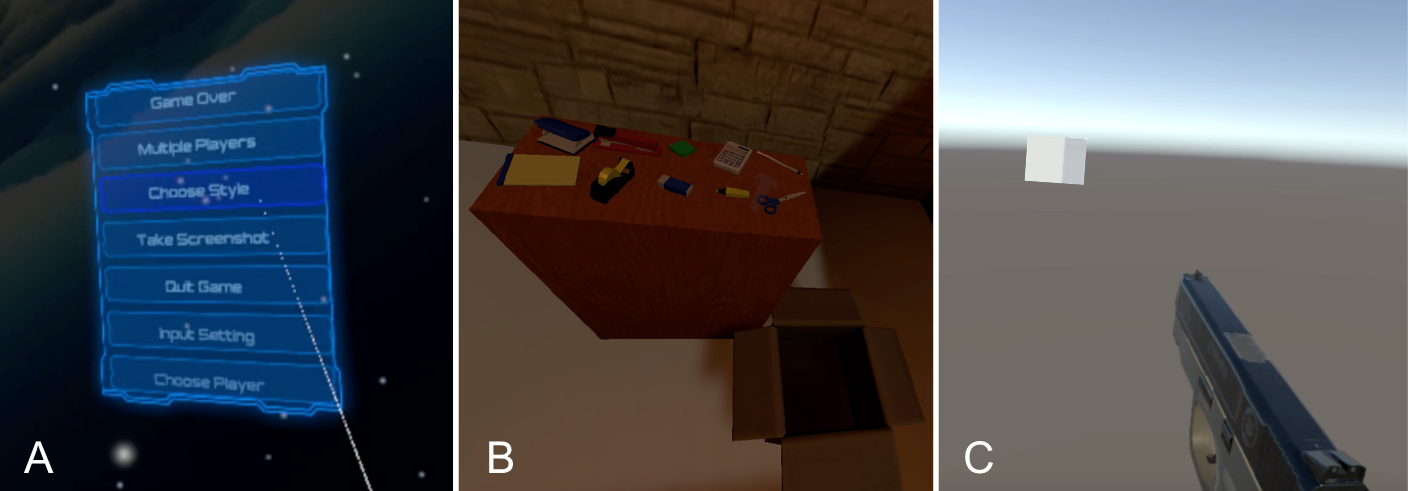 Game Over
Multiple Players
Choose Style
Take Screenshot
Quit Game
Input Setting
Choose Player
A
B
C